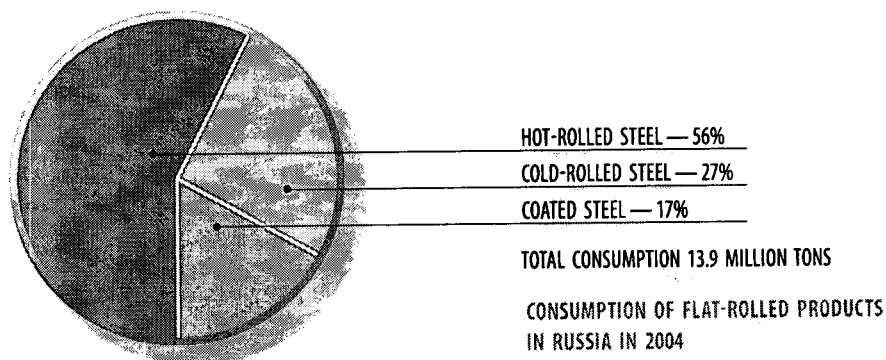 HOT-ROLLED STEEL — 56%
COLD-ROLLED STEEL — 27%
COATED STEEL — 17%
TOTAL CONSUMPTION 13.9 MILLION TONS
CONSUMPTION OF FLAT-ROLLED PRODUCTS
IN RUSSIA IN 2004